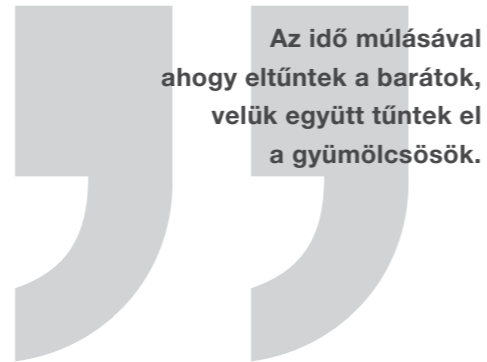 Az idő múlásával
ahogy eltűntek a barátok,
velük együtt tűntek el
a gyümölcsösök.